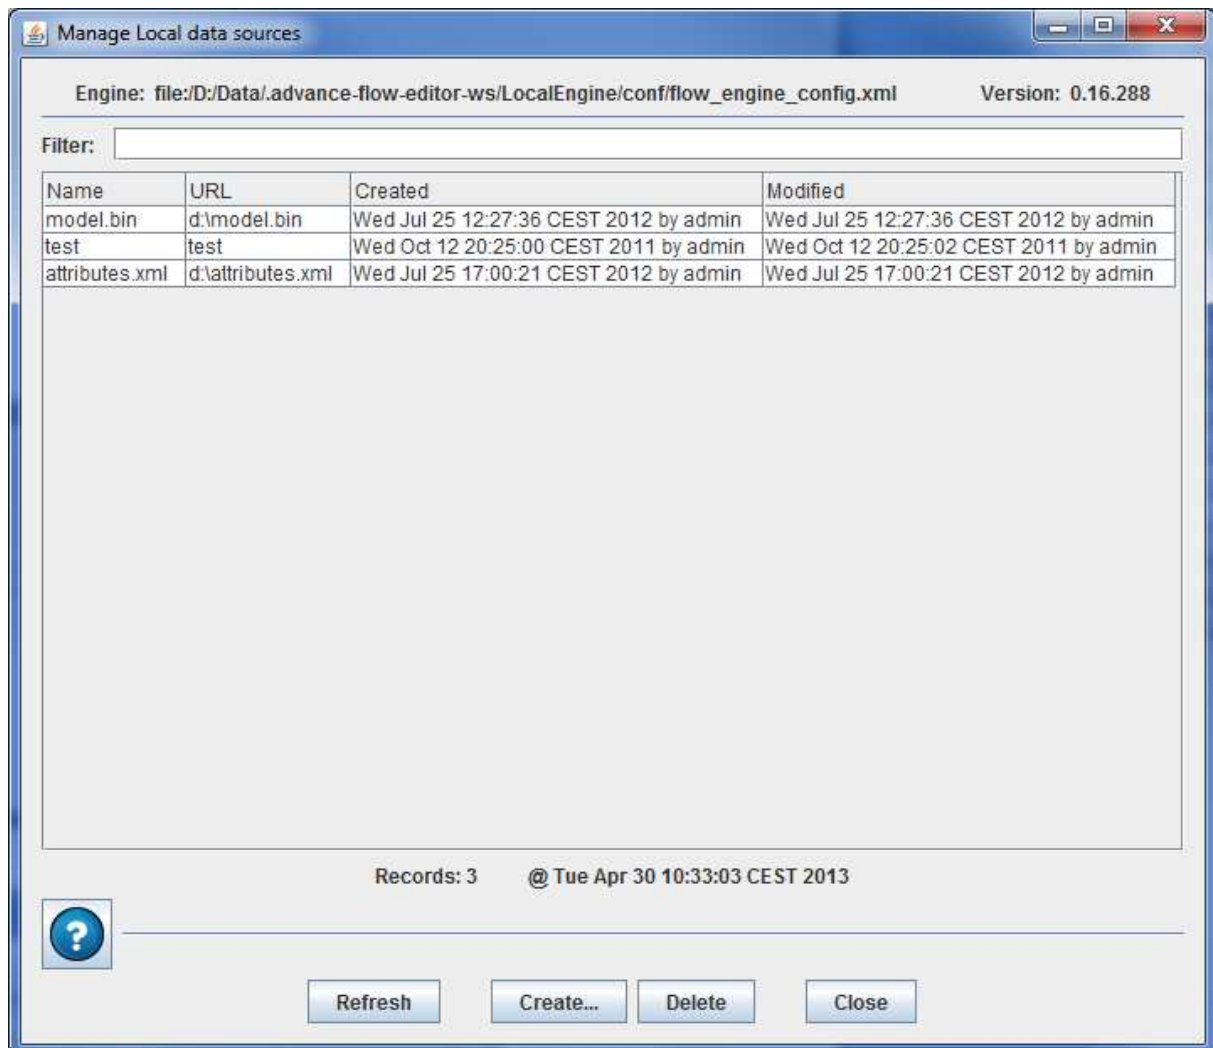 Manage Local data sources
Engine: file:/D:/Data/.advance-flow-editor-ws/LocalEngine/conf/flow_engine_config.xml Version: 0.16.288
Filter:
Name URL Created Modified
model.bin d:\model.bin Wed Jul 25 12:27:36 CEST 2012 by admin Wed Jul 25 12:27:36 CEST 2012 by admin
test test Wed Oct 12 20:25:00 CEST 2011 by admin Wed Oct 12 20:25:02 CEST 2011 by admin
attributes.xml d:\attributes.xml Wed Jul 25 17:00:21 CEST 2012 by admin Wed Jul 25 17:00:21 CEST 2012 by admin
Records: 3 @ Tue Apr 30 10:33:03 CEST 2013
?
Refresh Create... Delete Close